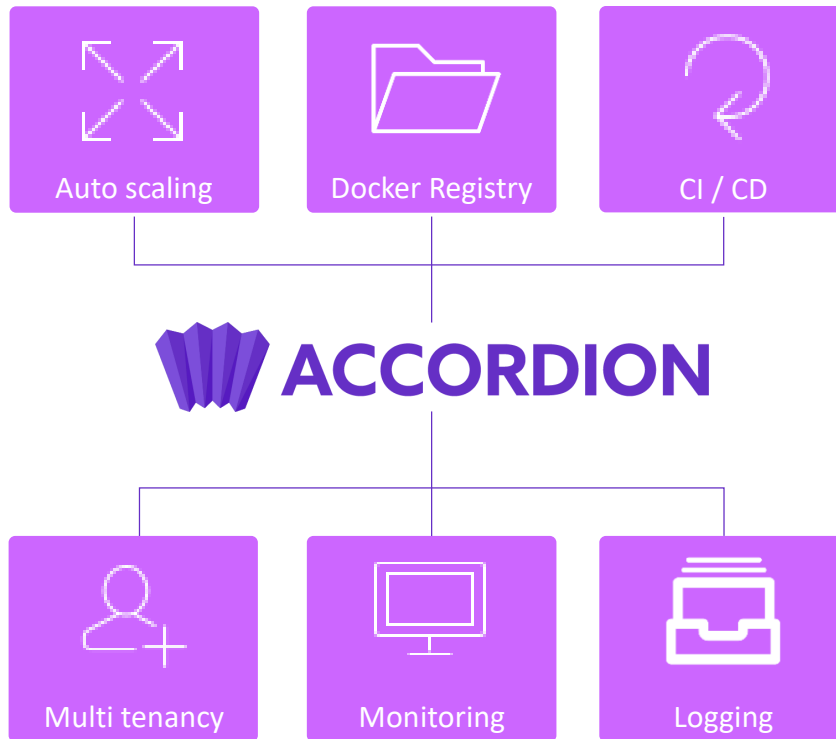 Auto scaling
Docker Registry
CI / CD
ACCORDION
Multi tenancy
Monitoring
Logging